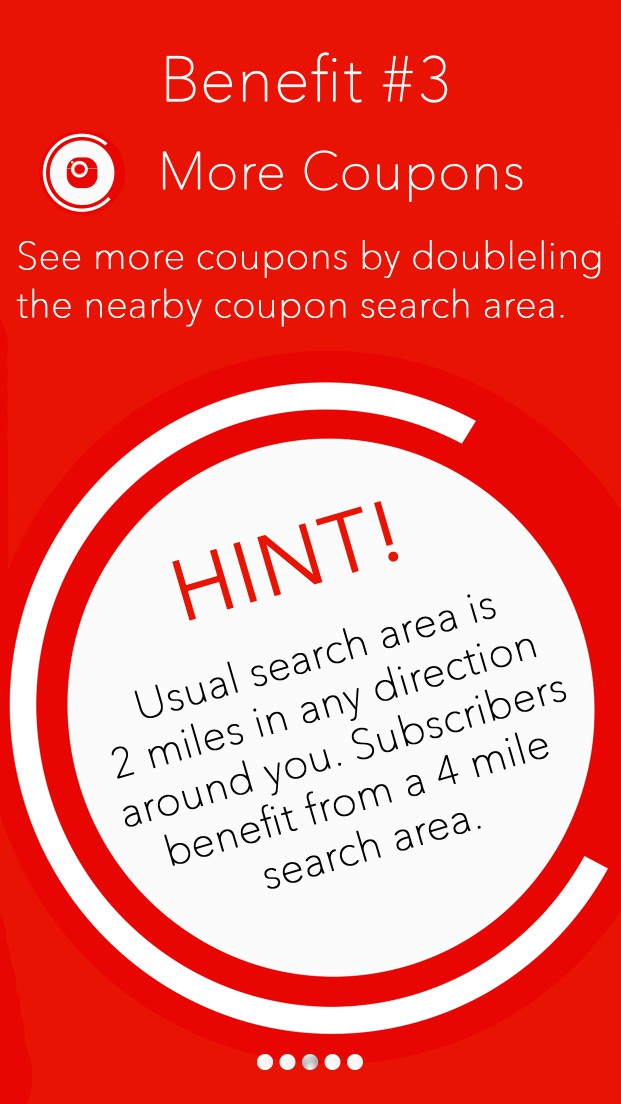 Benefit #3
More Coupons
See more coupons by doubleling
the nearby coupon search area.
HINT!
Usual search area is
2 miles in any direction
around you. Subscribers
benefit from a 4 mile
search area.